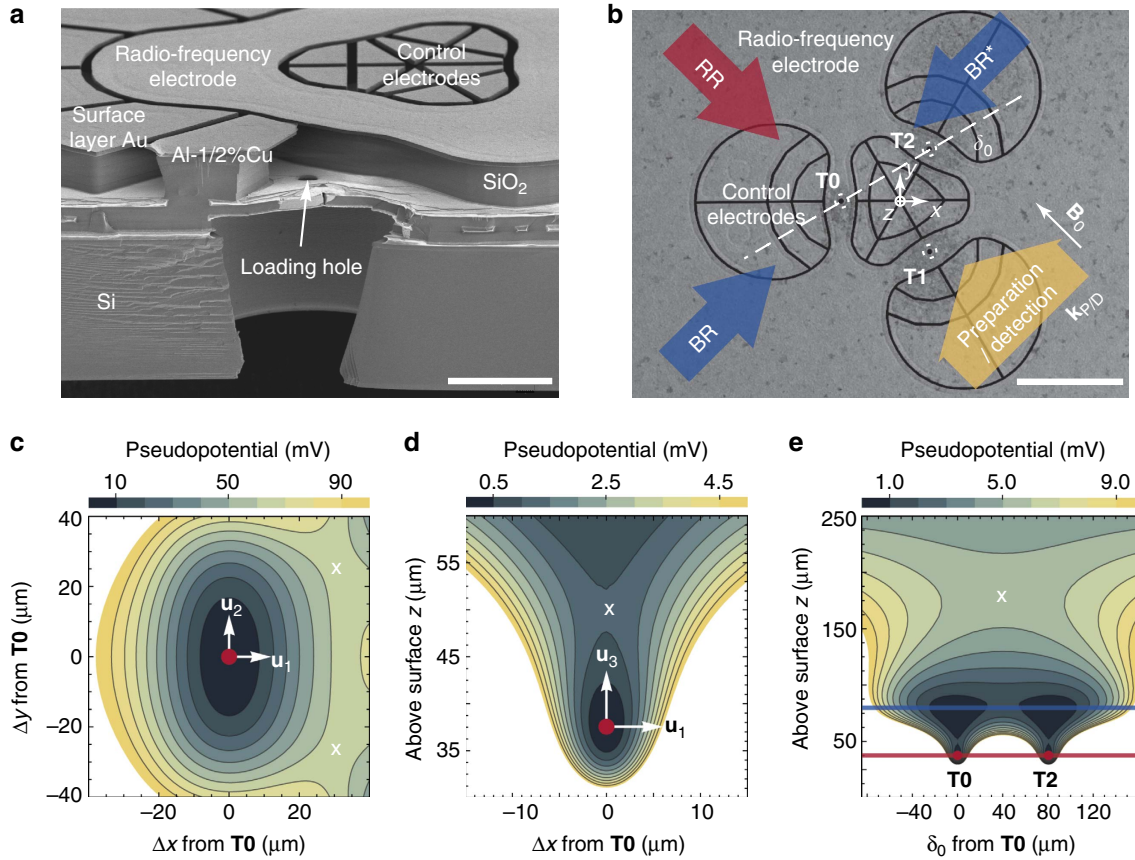 a
Radio-frequency
electrode
Control
electrodes
Surface
layer Au
Al-1/2%Cu
SiO2
Loading hole
Si
b
Radio-frequency
electrode
RR
BR*
T2
δ0
T0
Control
electrodes
y
z
x
B0
T1
BR
Preparation
/ detection
kP/D
c
Pseudopotential (mV)
10 50 90
40
20
0
−20
−40
−20 0 20
Δy from T0 (μm)
Δx from T0 (μm)
x
u2
u1
x
d
Pseudopotential (mV)
0.5 2.5 4.5
55
45
35
−10 0 10
Above surface z (μm)
Δx from T0 (μm)
x
u3
u1
e
Pseudopotential (mV)
1.0 5.0 9.0
250
150
50
−40 0 40 80 120
Above surface z (μm)
δ0 from T0 (μm)
x
T0 T2